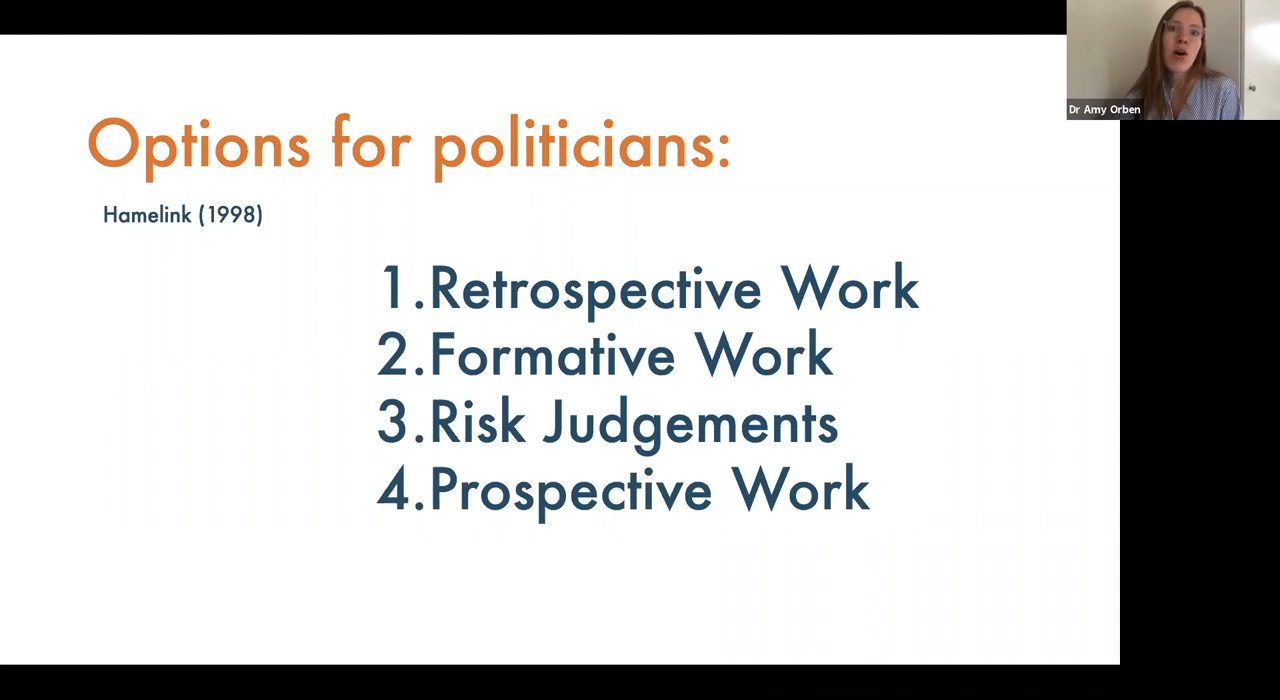 Dr Amy Orben
Options for politicians:
Hamelink (1998)
1.Retrospective Work
2.Formative Work
3.Risk Judgements
4.Prospective Work